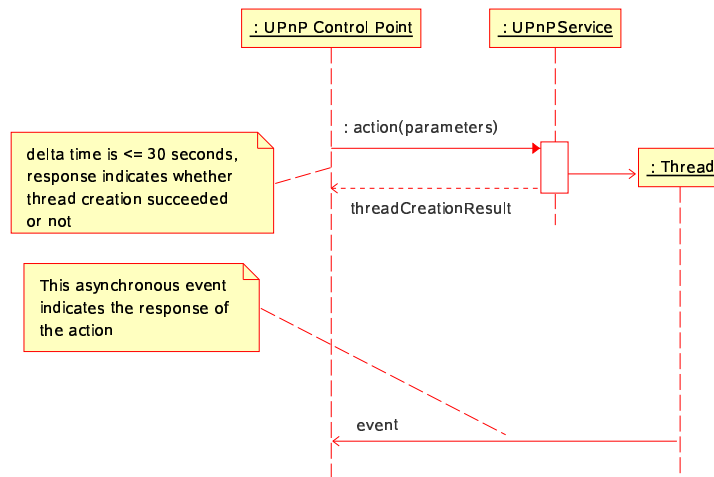 : UPnP Control Point
: UPnPService
: action(parameters)
delta time is <= 30 seconds,
response indicates whether
thread creation succeeded
or not
: Thread
threadCreationResult
This asynchronous event
indicates the response of
the action
event